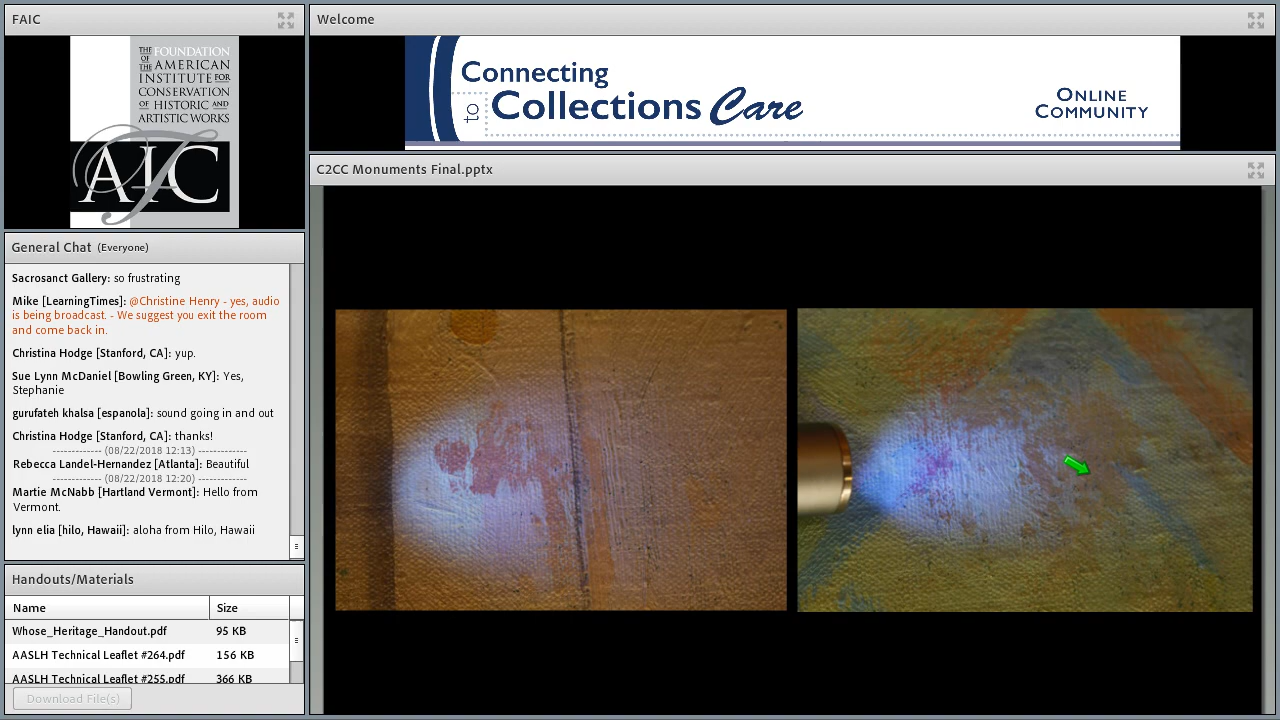 FAIC
THE FOUNDATION
OF THE AMERICAN
INSTITUTE FOR
CONSERVATION
OF HISTORIC AND
ARTISTIC WORKS
AIC
General Chat (Everyone)
Sacrosanct Gallery: so frustrating
Mike [LearningTimes]: @Christine Henry - yes, audio
is being broadcast. - We suggest you exit the room
and come back in.
Christina Hodge [Stanford, CA]: yup.
Sue Lynn McDaniel [Bowling Green, KY]: Yes,
Stephanie
gurufateh khalsa [espanola]: sound going in and out
Christina Hodge [Stanford, CA]: thanks!
------------- (08/22/2018 12:13) -------------
Rebecca Landel-Hernandez [Atlanta]: Beautiful
------------- (08/22/2018 12:20) -------------
Martie McNabb [Hartland Vermont]: Hello from
Vermont.
lynn elia [hilo, Hawaii]: aloha from Hilo, Hawaii
Handouts/Materials
Name Size
Whose_Heritage_Handout.pdf 95 KB
AASLH Technical Leaflet #264.pdf 156 KB
AASLH Technical Leaflet #255.pdf 366 KB
Download File(s)
Welcome
Connecting
to Collections Care
ONLINE
COMMUNITY
C2CC Monuments Final.pptx